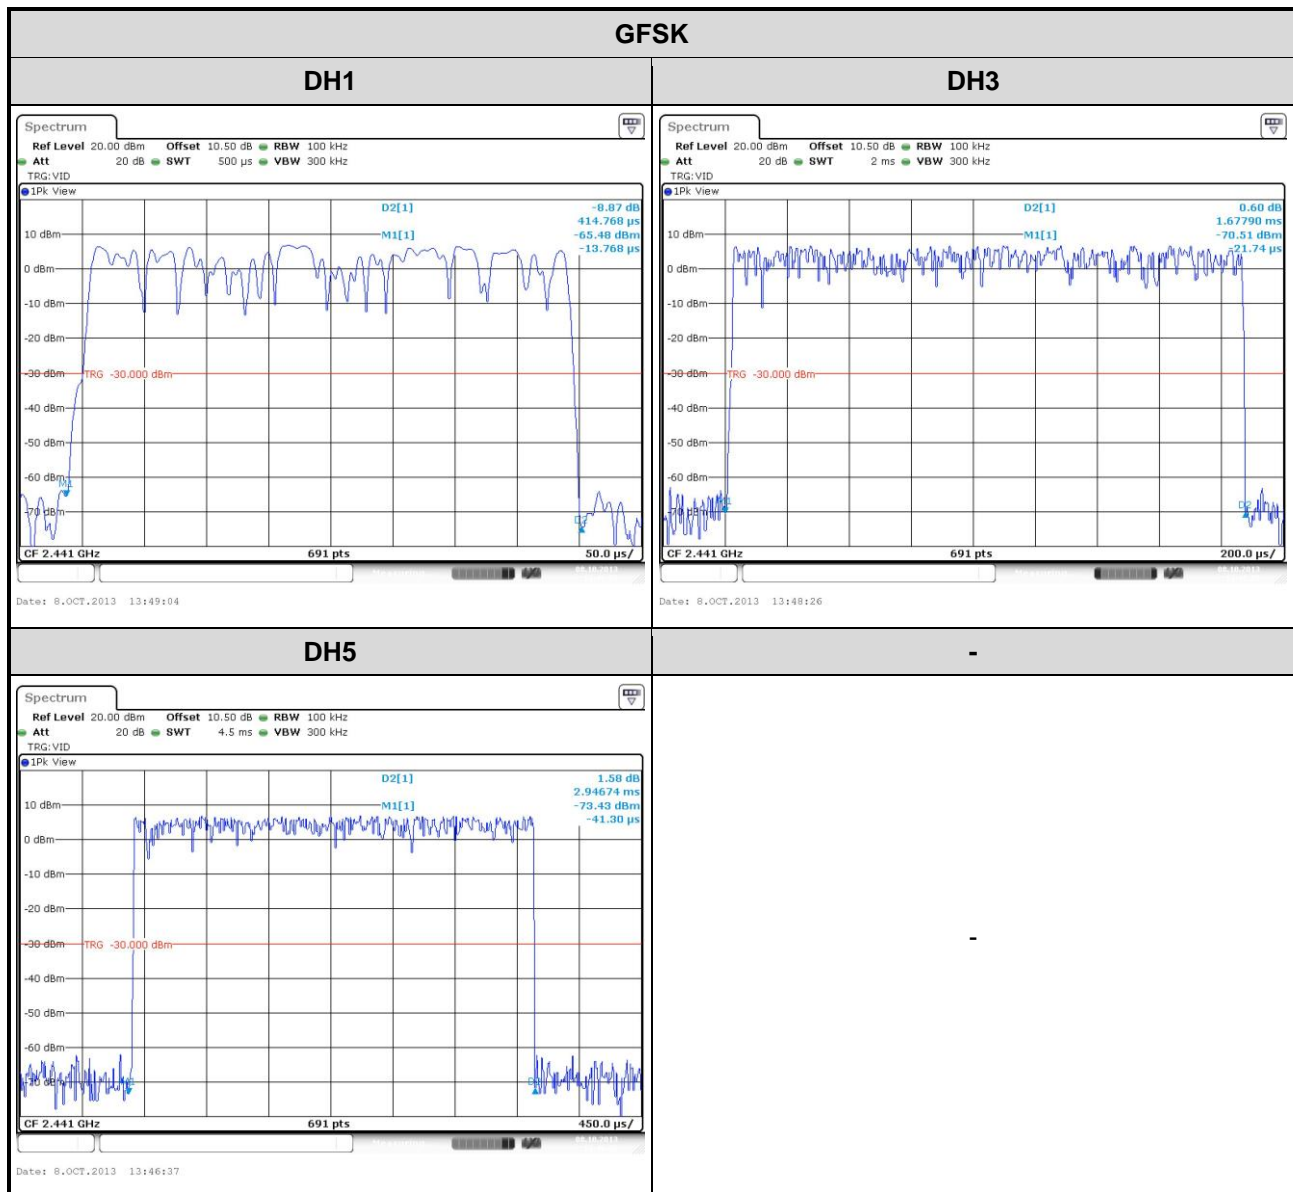 GFSK
DH1
DH3
Spectrum
Ref Level 20.00 dBm Offset 10.50 dB RBW 100 kHz
Att 20 dB SWT 500 µs VBW 300 kHz
TRG:VID
1Pk View
D2[1] -8.87 dB
414.768 µs
M1[1] -65.48 dBm
-13.768 µs
10 dBm
0 dBm
-10 dBm
-20 dBm
-30 dBm
TRG -30.000 dBm
-40 dBm
-50 dBm
-60 dBm
-70 dBm
M1
D2
CF 2.441 GHz 691 pts 50.0 µs/
Date: 8.OCT.2013 13:49:04
Spectrum
Ref Level 20.00 dBm Offset 10.50 dB RBW 100 kHz
Att 20 dB SWT 2 ms VBW 300 kHz
TRG:VID
1Pk View
D2[1] 0.60 dB
1.67790 ms
M1[1] -70.51 dBm
-21.74 µs
10 dBm
0 dBm
-10 dBm
-20 dBm
-30 dBm
TRG -30.000 dBm
-40 dBm
-50 dBm
-60 dBm
-70 dBm
D2
CF 2.441 GHz 691 pts 200.0 µs/
Date: 8.OCT.2013 13:48:26
DH5
-
Spectrum
Ref Level 20.00 dBm Offset 10.50 dB RBW 100 kHz
Att 20 dB SWT 4.5 ms VBW 300 kHz
TRG:VID
1Pk View
D2[1] 1.58 dB
2.94674 ms
M1[1] -73.43 dBm
-41.30 µs
10 dBm
0 dBm
-10 dBm
-20 dBm
-30 dBm
TRG -30.000 dBm
-40 dBm
-50 dBm
-60 dBm
-70 dBm
CF 2.441 GHz 691 pts 450.0 µs/
Date: 8.OCT.2013 13:46:37
-